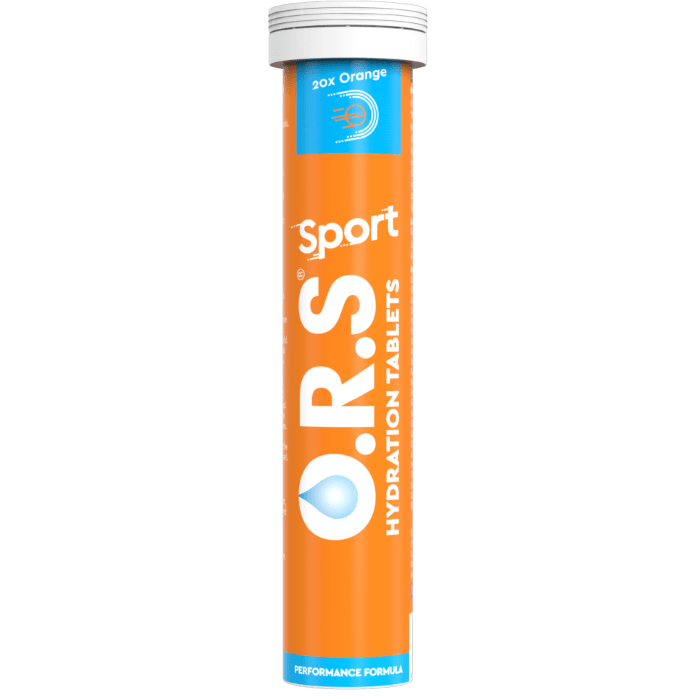 20x Orange
Sport
O.R.S®
HYDRATION TABLETS
PERFORMANCE FORMULA